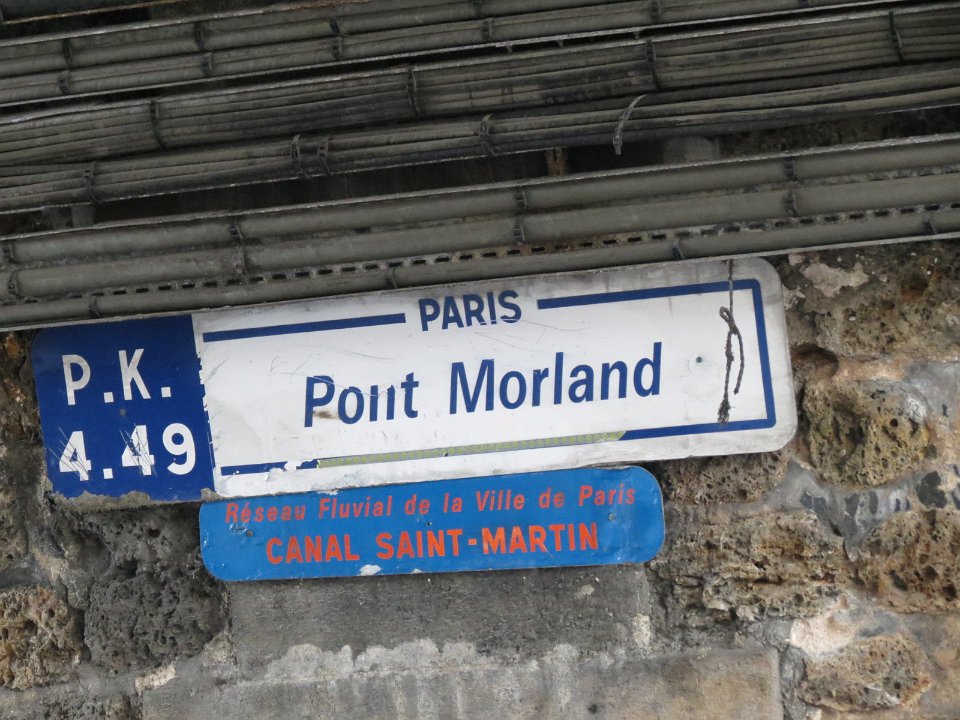 P.K.
4.49
PARIS
Pont Morland
Réseau Fluvial de la Ville de Paris
CANAL SAINT-MARTIN